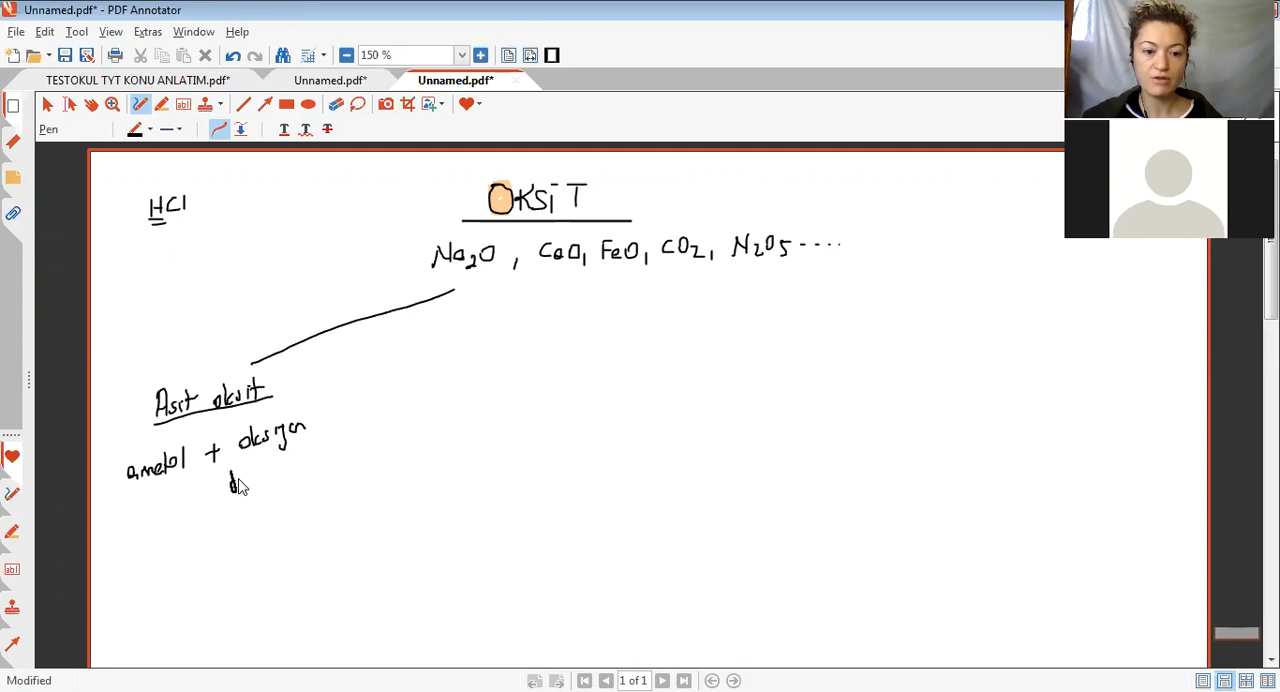 Unnamed.pdf* - PDF Annotator
File Edit Tool View Extras Window Help
150 %
TESTOKUL TYT KONU ANLATIM.pdf* Unnamed.pdf* Unnamed.pdf*
Pen
HCl
OKSİT
Na2O , CaO, FeO, CO2, N2O5 ----
Asit oksit
ametal + oksijen
Modified
1 of 1